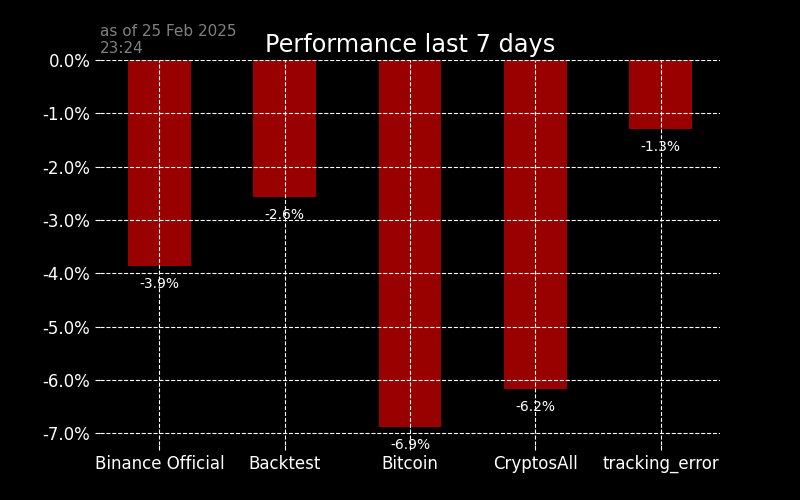 as of 25 Feb 2025
23:24
Performance last 7 days
0.0%
-1.0%
-2.0%
-3.0%
-4.0%
-5.0%
-6.0%
-7.0%
-3.9%
-2.6%
-6.9%
-6.2%
-1.3%
Binance Official
Backtest
Bitcoin
CryptosAll
tracking_error